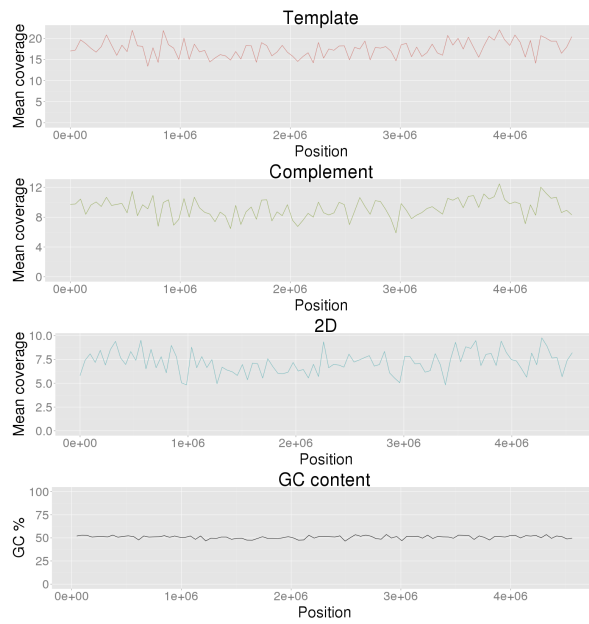 Template
Mean coverage
20
15
10
5
0
0e+00 1e+06 2e+06 3e+06 4e+06
Position
Complement
Mean coverage
12
8
4
0
0e+00 1e+06 2e+06 3e+06 4e+06
Position
2D
Mean coverage
10.0
7.5
5.0
2.5
0.0
0e+00 1e+06 2e+06 3e+06 4e+06
Position
GC content
GC %
100
75
50
25
0
0e+00 1e+06 2e+06 3e+06 4e+06
Position